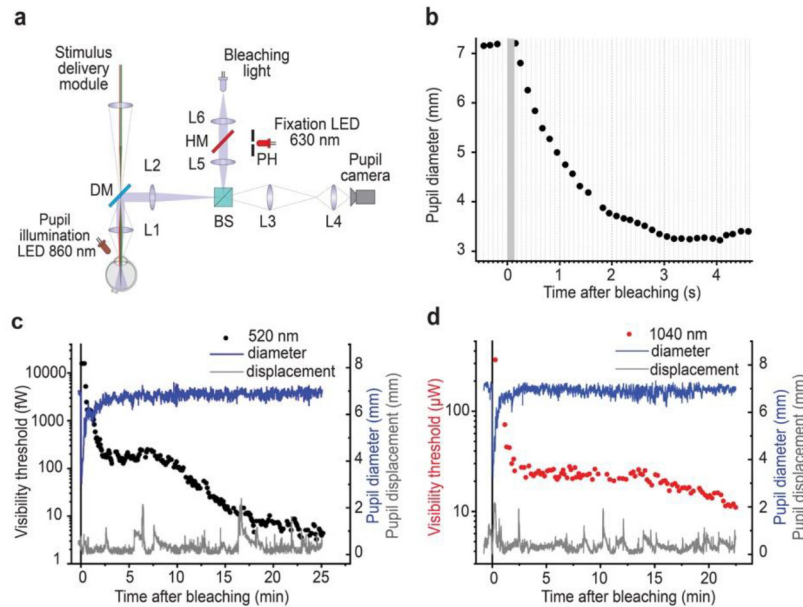 a
Stimulus
delivery
module
Bleaching
light
L6
HM
Fixation LED
630 nm
PH
L5
L2
DM
Pupil
camera
BS
L3
L4
Pupil
illumination
LED 860 nm
L1
b
Pupil diameter (mm)
7
6
5
4
3
0
1
2
3
4
Time after bleaching (s)
c
520 nm
diameter
displacement
Visibility threshold (fW)
10000
1000
100
10
1
8
6
4
2
0
Pupil diameter (mm)
Pupil displacement (mm)
0
5
10
15
20
25
Time after bleaching (min)
d
1040 nm
diameter
displacement
Visibility threshold (µW)
100
10
8
6
4
2
0
Pupil diameter (mm)
Pupil displacement (mm)
0
5
10
15
20
Time after bleaching (min)